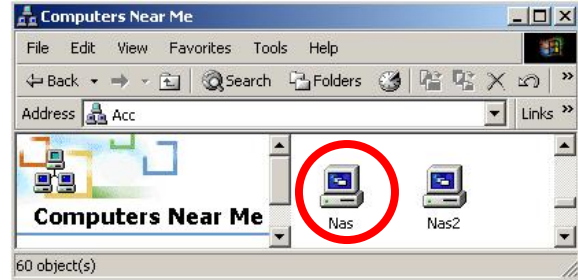 Computers Near Me
File Edit View Favorites Tools Help
Back Search Folders »
Address Acc Links »
Computers Near Me
Nas Nas2
60 object(s)